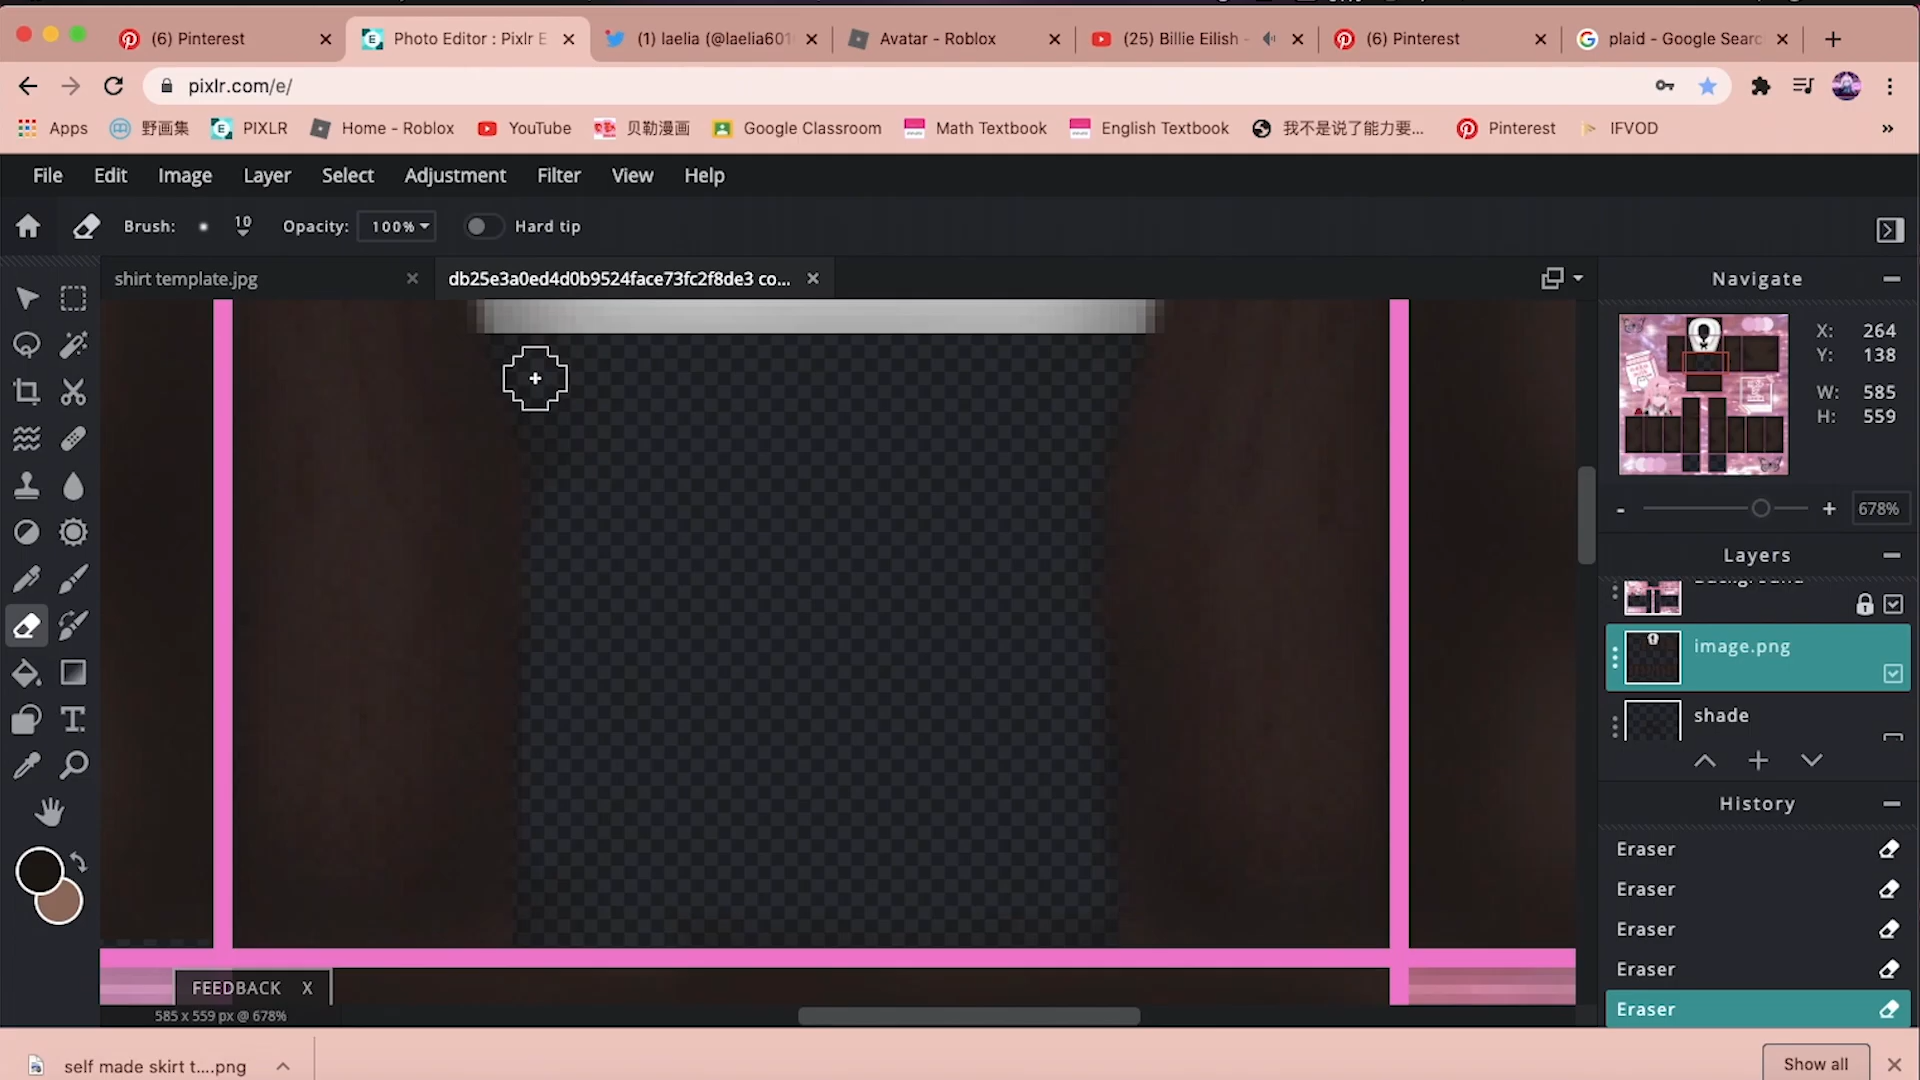 (6) Pinterest
Photo Editor : Pixlr E
(1) laelia (@laelia601
Avatar - Roblox
(25) Billie Eilish -
(6) Pinterest
plaid - Google Searc
pixlr.com/e/
Apps
野画集
PIXLR
Home - Roblox
YouTube
贝勒漫画
Google Classroom
Math Textbook
English Textbook
我不是说了能力要...
Pinterest
IFVOD
»
File Edit Image Layer Select Adjustment Filter View Help
Brush: 10 Opacity: 100% Hard tip
shirt template.jpg
db25e3a0ed4d0b9524face73fc2f8de3 co...
Navigate
X: 264
Y: 138
W: 585
H: 559
- + 678%
Layers
image.png
shade
History
Eraser
Eraser
Eraser
Eraser
Eraser
FEEDBACK X
585 x 559 px @ 678%
self made skirt t....png
Show all